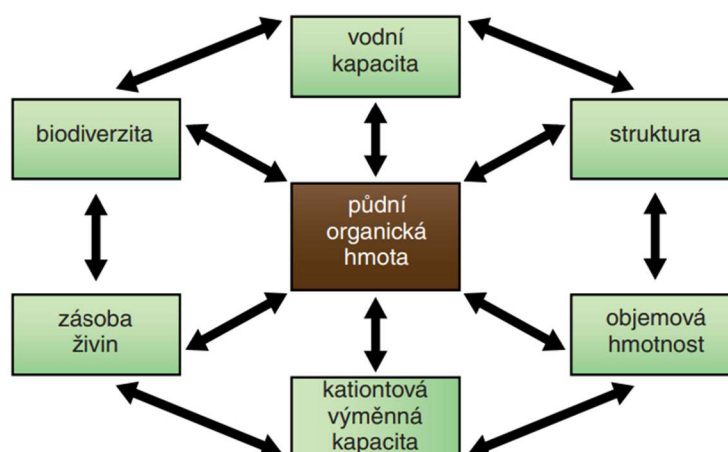 vodní
kapacita
biodiverzita
struktura
půdní
organická
hmota
zásoba
živin
objemová
hmotnost
kationtová
výměnná
kapacita